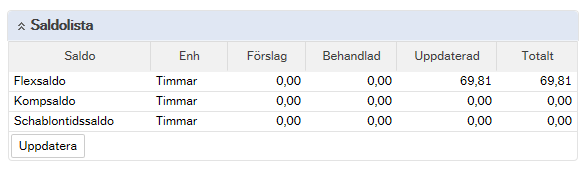 Saldolista
Saldo Enh Förslag Behandlad Uppdaterad Totalt
Flexsaldo Timmar 0,00 0,00 69,81 69,81
Kompsaldo Timmar 0,00 0,00 0,00 0,00
Schablontidssaldo Timmar 0,00 0,00 0,00 0,00
Uppdatera